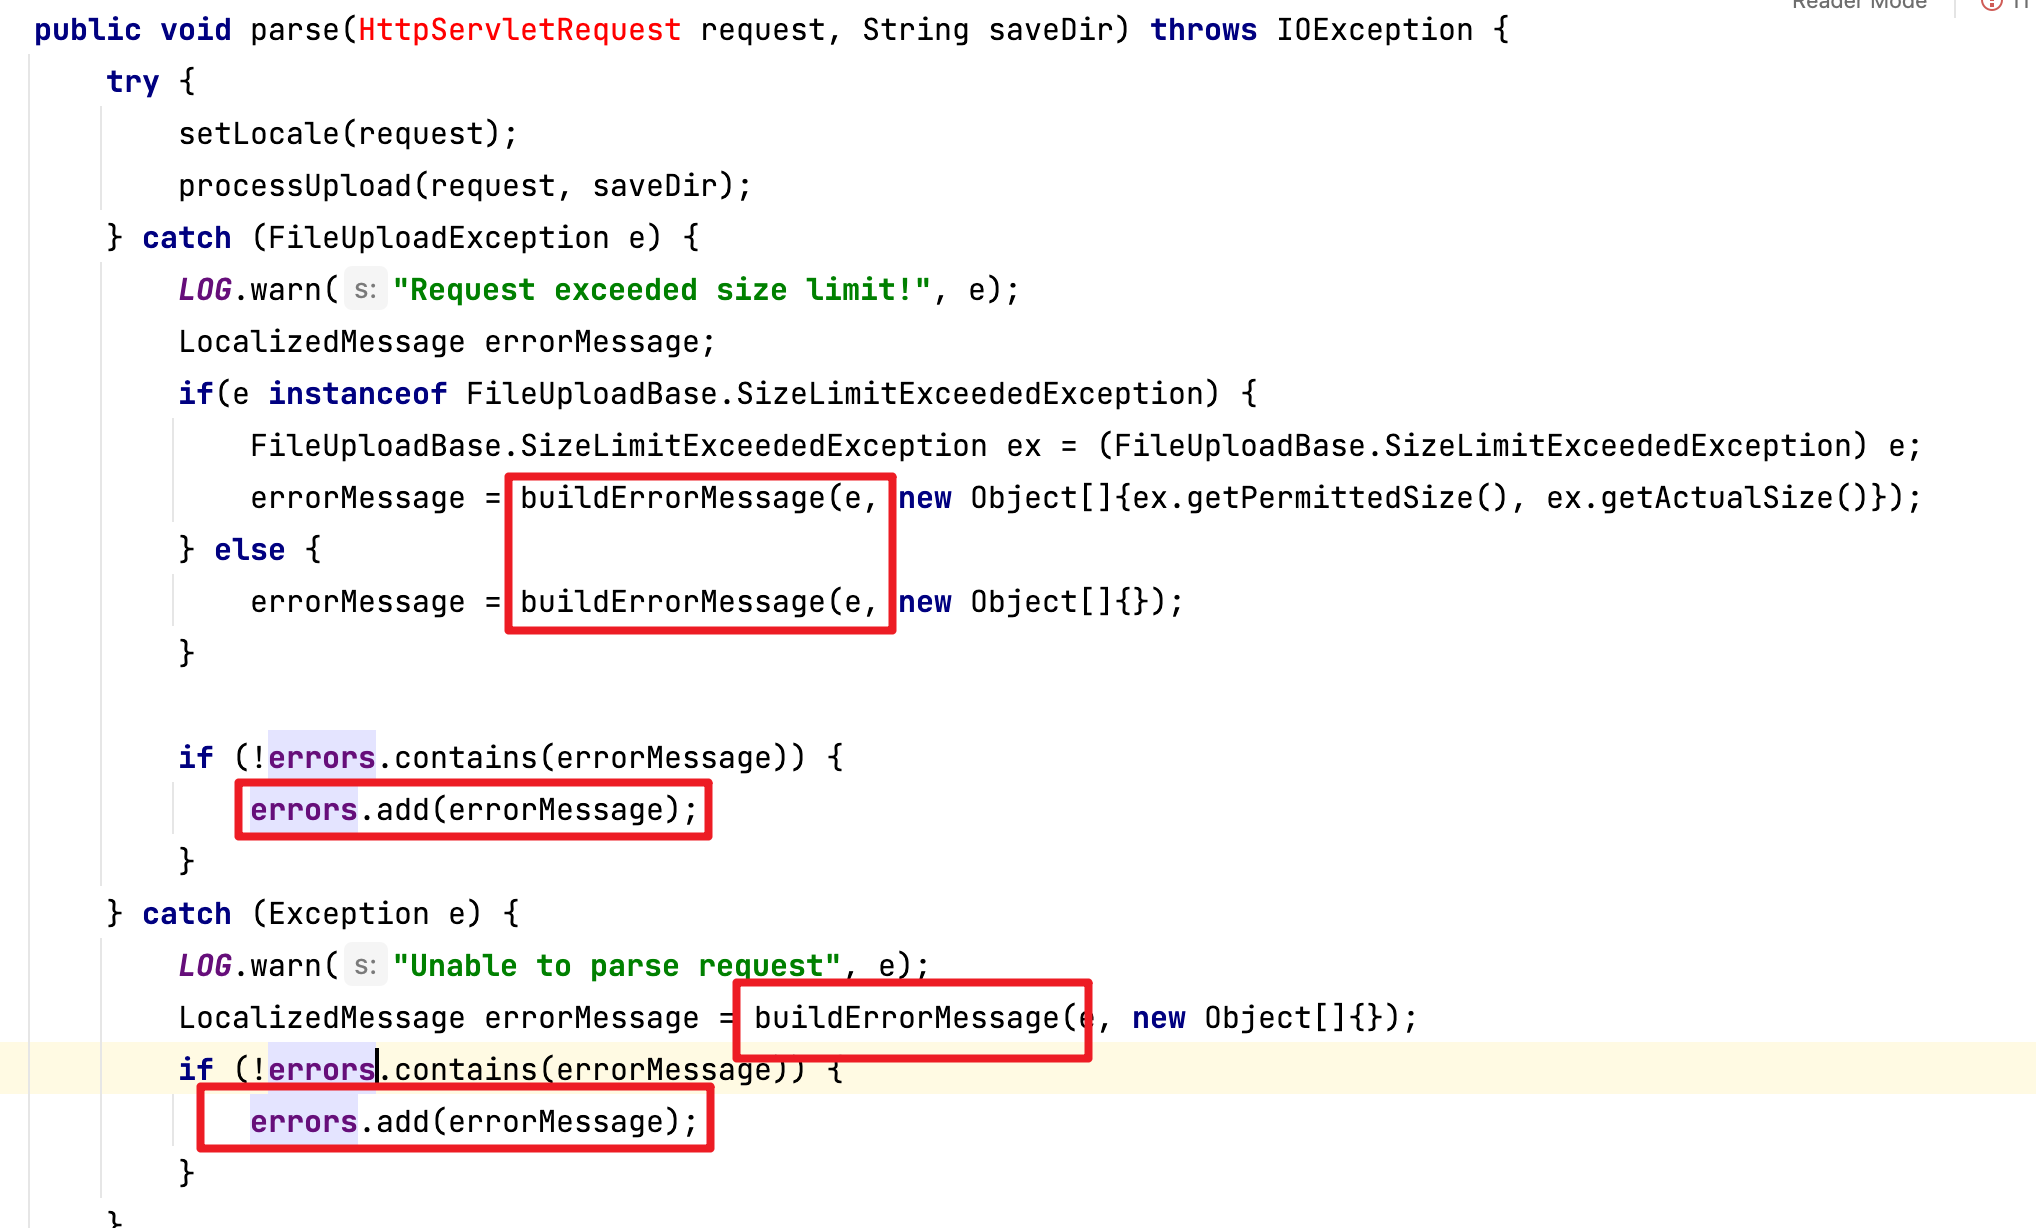 Reader Mode
public void parse(HttpServletRequest request, String saveDir) throws IOException {
try {
setLocale(request);
processUpload(request, saveDir);
} catch (FileUploadException e) {
LOG.warn( s: "Request exceeded size limit!", e);
LocalizedMessage errorMessage;
if(e instanceof FileUploadBase.SizeLimitExceededException) {
FileUploadBase.SizeLimitExceededException ex = (FileUploadBase.SizeLimitExceededException) e;
errorMessage = buildErrorMessage(e, new Object[]{ex.getPermittedSize(), ex.getActualSize()});
} else {
errorMessage = buildErrorMessage(e, new Object[]{});
}
if (!errors.contains(errorMessage)) {
errors.add(errorMessage);
}
} catch (Exception e) {
LOG.warn( s: "Unable to parse request", e);
LocalizedMessage errorMessage = buildErrorMessage(e, new Object[]{});
if (!errors.contains(errorMessage)) {
errors.add(errorMessage);
}
}